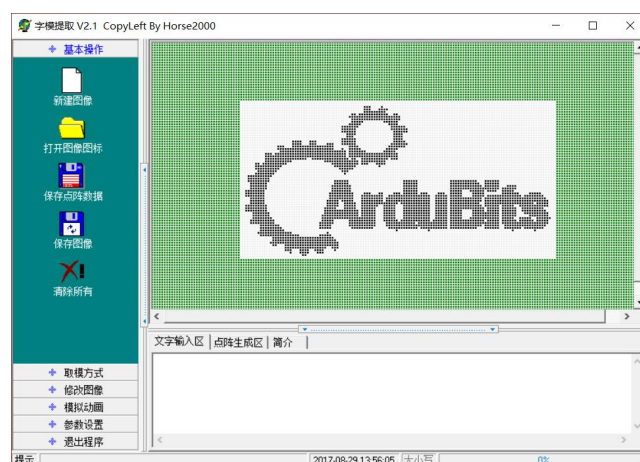 字模提取 V2.1 CopyLeft By Horse2000
基本操作
新建图像
打开图像图标
保存点阵数据
保存图像
清除所有
取模方式
修改图像
模拟动画
参数设置
退出程序
ArduBits
文字输入区 点阵生成区 简介
提示 2017-08-29 13:56:05 大小写 0%